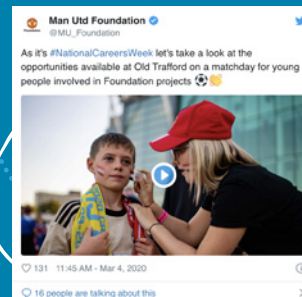 Man Utd Foundation
@MU_Foundation
As it's #NationalCareersWeek let's take a look at the
opportunities available at Old Trafford on a matchday for young
people involved in Foundation projects ⚽👏
131 11:45 AM - Mar 4, 2020
16 people are talking about this